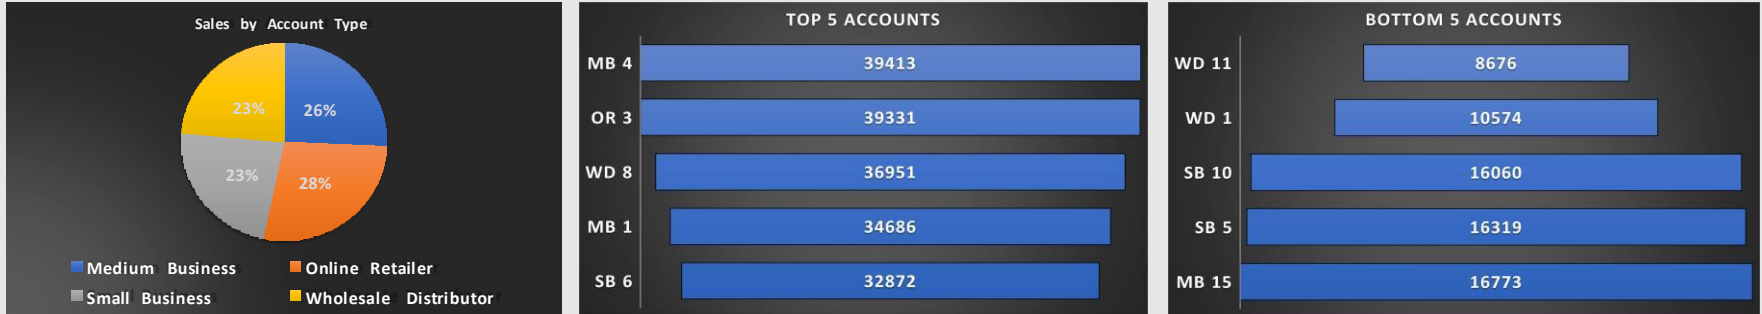 Sales by Account Type
23%
26%
23%
28%
Medium Business
Online Retailer
Small Business
Wholesale Distributor
TOP 5 ACCOUNTS
MB 4 39413
OR 3 39331
WD 8 36951
MB 1 34686
SB 6 32872
BOTTOM 5 ACCOUNTS
WD 11 8676
WD 1 10574
SB 10 16060
SB 5 16319
MB 15 16773